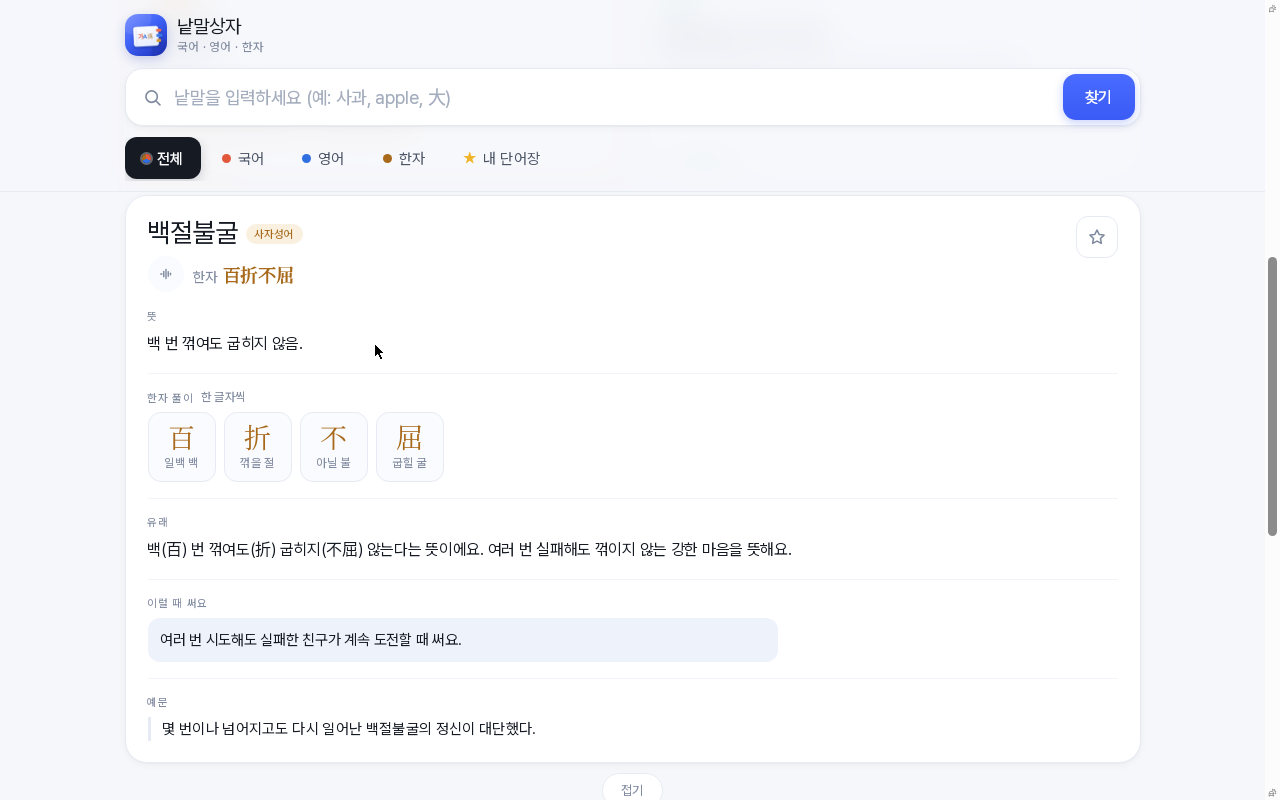 낱말상자
국어 · 영어 · 한자
낱말을 입력하세요 (예: 사과, apple, 大)
찾기
전체
국어
영어
한자
★ 내 단어장
백절불굴 사자성어
한자 百折不屈
뜻
백 번 꺾여도 굽히지 않음.
한자 풀이 한 글자씩
百 折 不 屈
일백 백 꺾을 절 아닐 불 굽힐 굴
유래
백(百) 번 꺾여도(折) 굽히지(不屈) 않는다는 뜻이에요. 여러 번 실패해도 꺾이지 않는 강한 마음을 뜻해요.
이럴 때 써요
여러 번 시도해도 실패한 친구가 계속 도전할 때 써요.
예문
몇 번이나 넘어지고도 다시 일어난 백절불굴의 정신이 대단했다.
접기